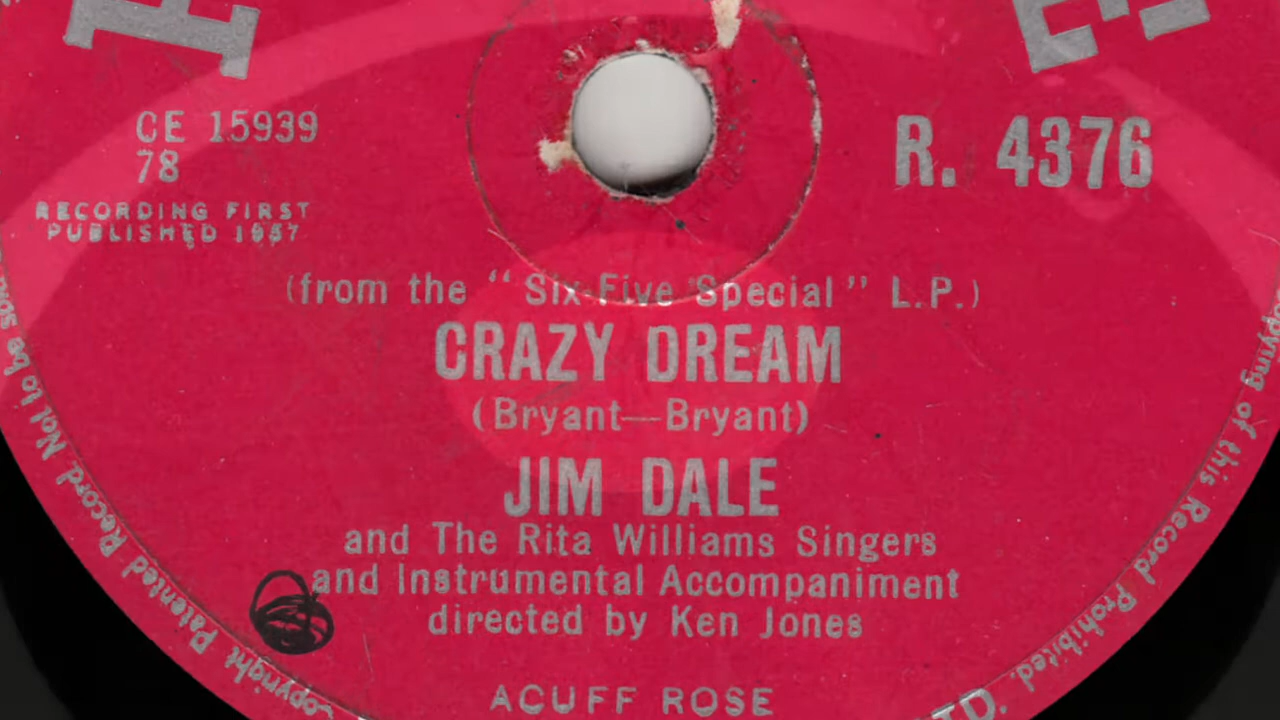 CE 15939
78
R. 4376
RECORDING FIRST
PUBLISHED 1957
(from the " Six-Five Special " L.P.)
CRAZY DREAM
(Bryant—Bryant)
JIM DALE
and The Rita Williams Singers
and Instrumental Accompaniment
directed by Ken Jones
ACUFF ROSE
opying of this Record Prohibited.
Copyright Patented Record. Not to be
TD.